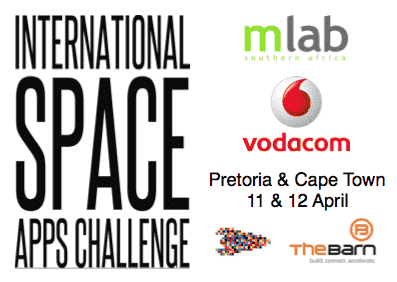 INTERNATIONAL
SPACE
APPS CHALLENGE
mlab
southern africa
vodacom
Pretoria & Cape Town
11 & 12 April
THEBARN
build. connect. accelerate.